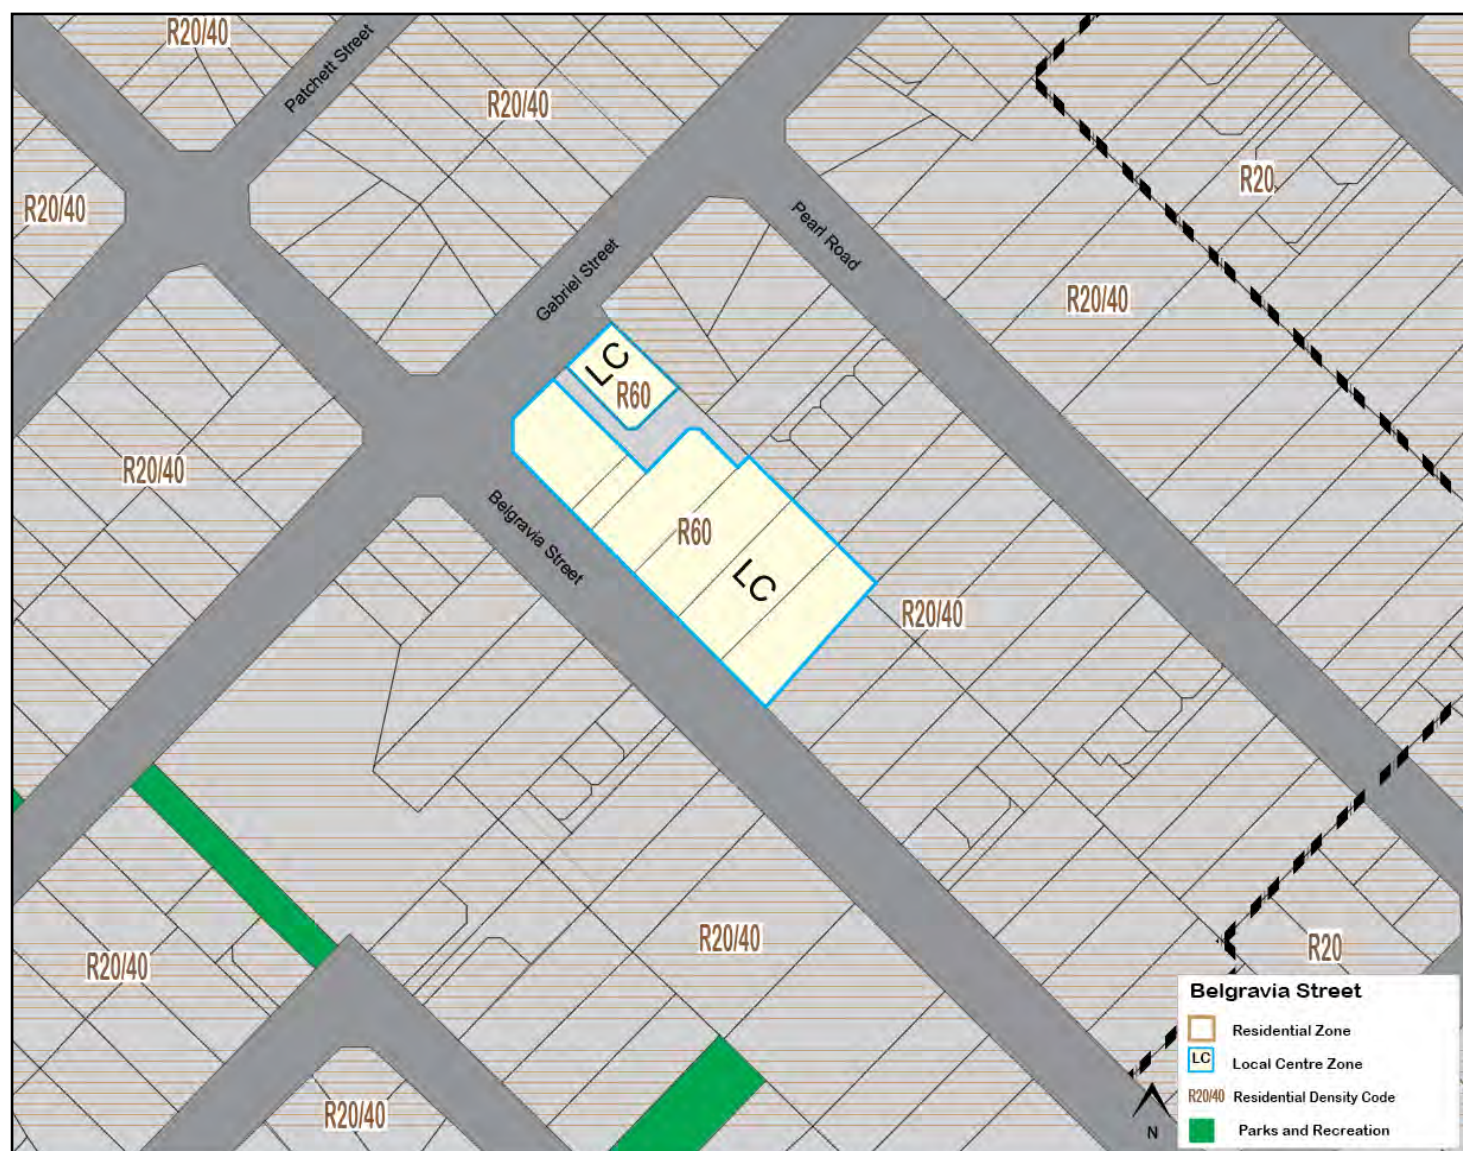 R20/40
Patchett Street
R20/40
R20
R20/40
Pearl Road
Gabriel Street
R20/40
LC
R60
R20/40
Belgravia Street
R60
LC
R20/40
R20/40
R20
R20/40
Belgravia Street
Residential Zone
LC Local Centre Zone
R20/40 Residential Density Code
Parks and Recreation
N
R20/40